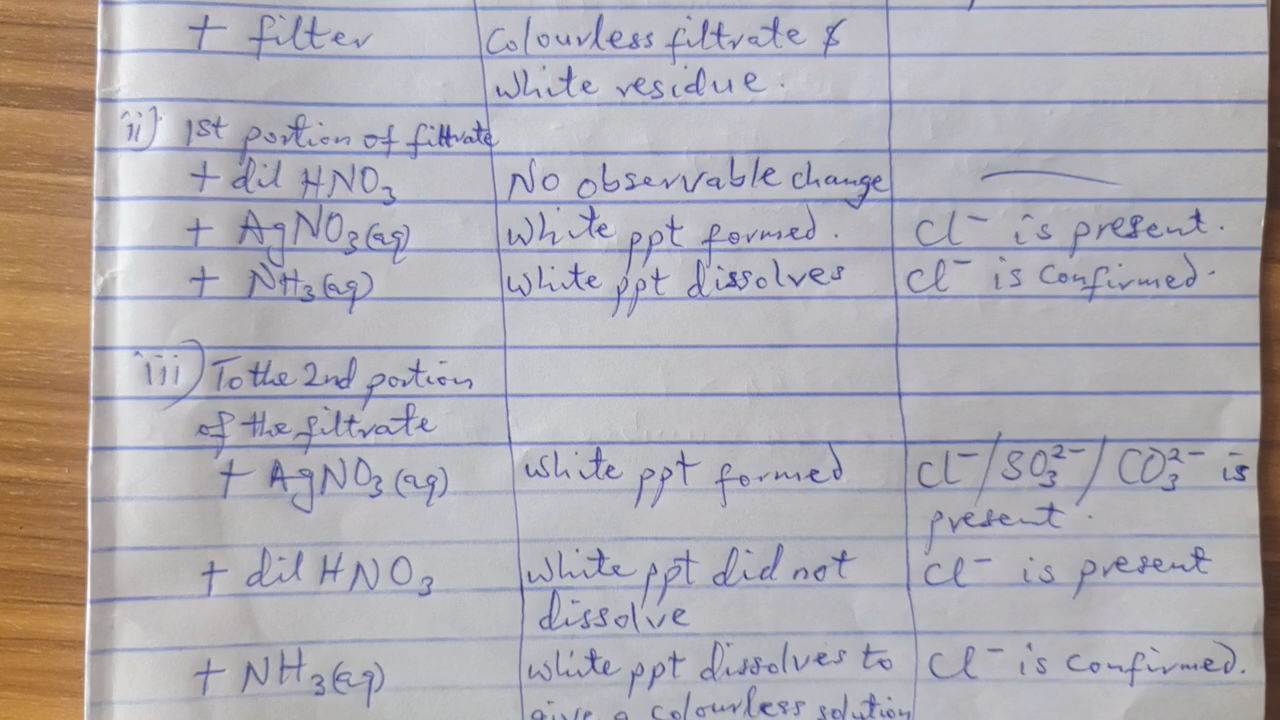 + filter Colourless filtrate &
white residue.
ii) 1st portion of filtrate
+ dil HNO₃ No observable change
+ AgNO₃(aq) white ppt formed. Cl⁻ is present.
+ NH₃(aq) white ppt dissolves Cl⁻ is confirmed.
iii) To the 2nd portion
of the filtrate
+ AgNO₃(aq) white ppt formed Cl⁻/SO₃²⁻/CO₃²⁻ is
present.
+ dil HNO₃ white ppt did not Cl⁻ is present
dissolve
+ NH₃(aq) white ppt dissolves to Cl⁻ is confirmed.
give a colourless solution